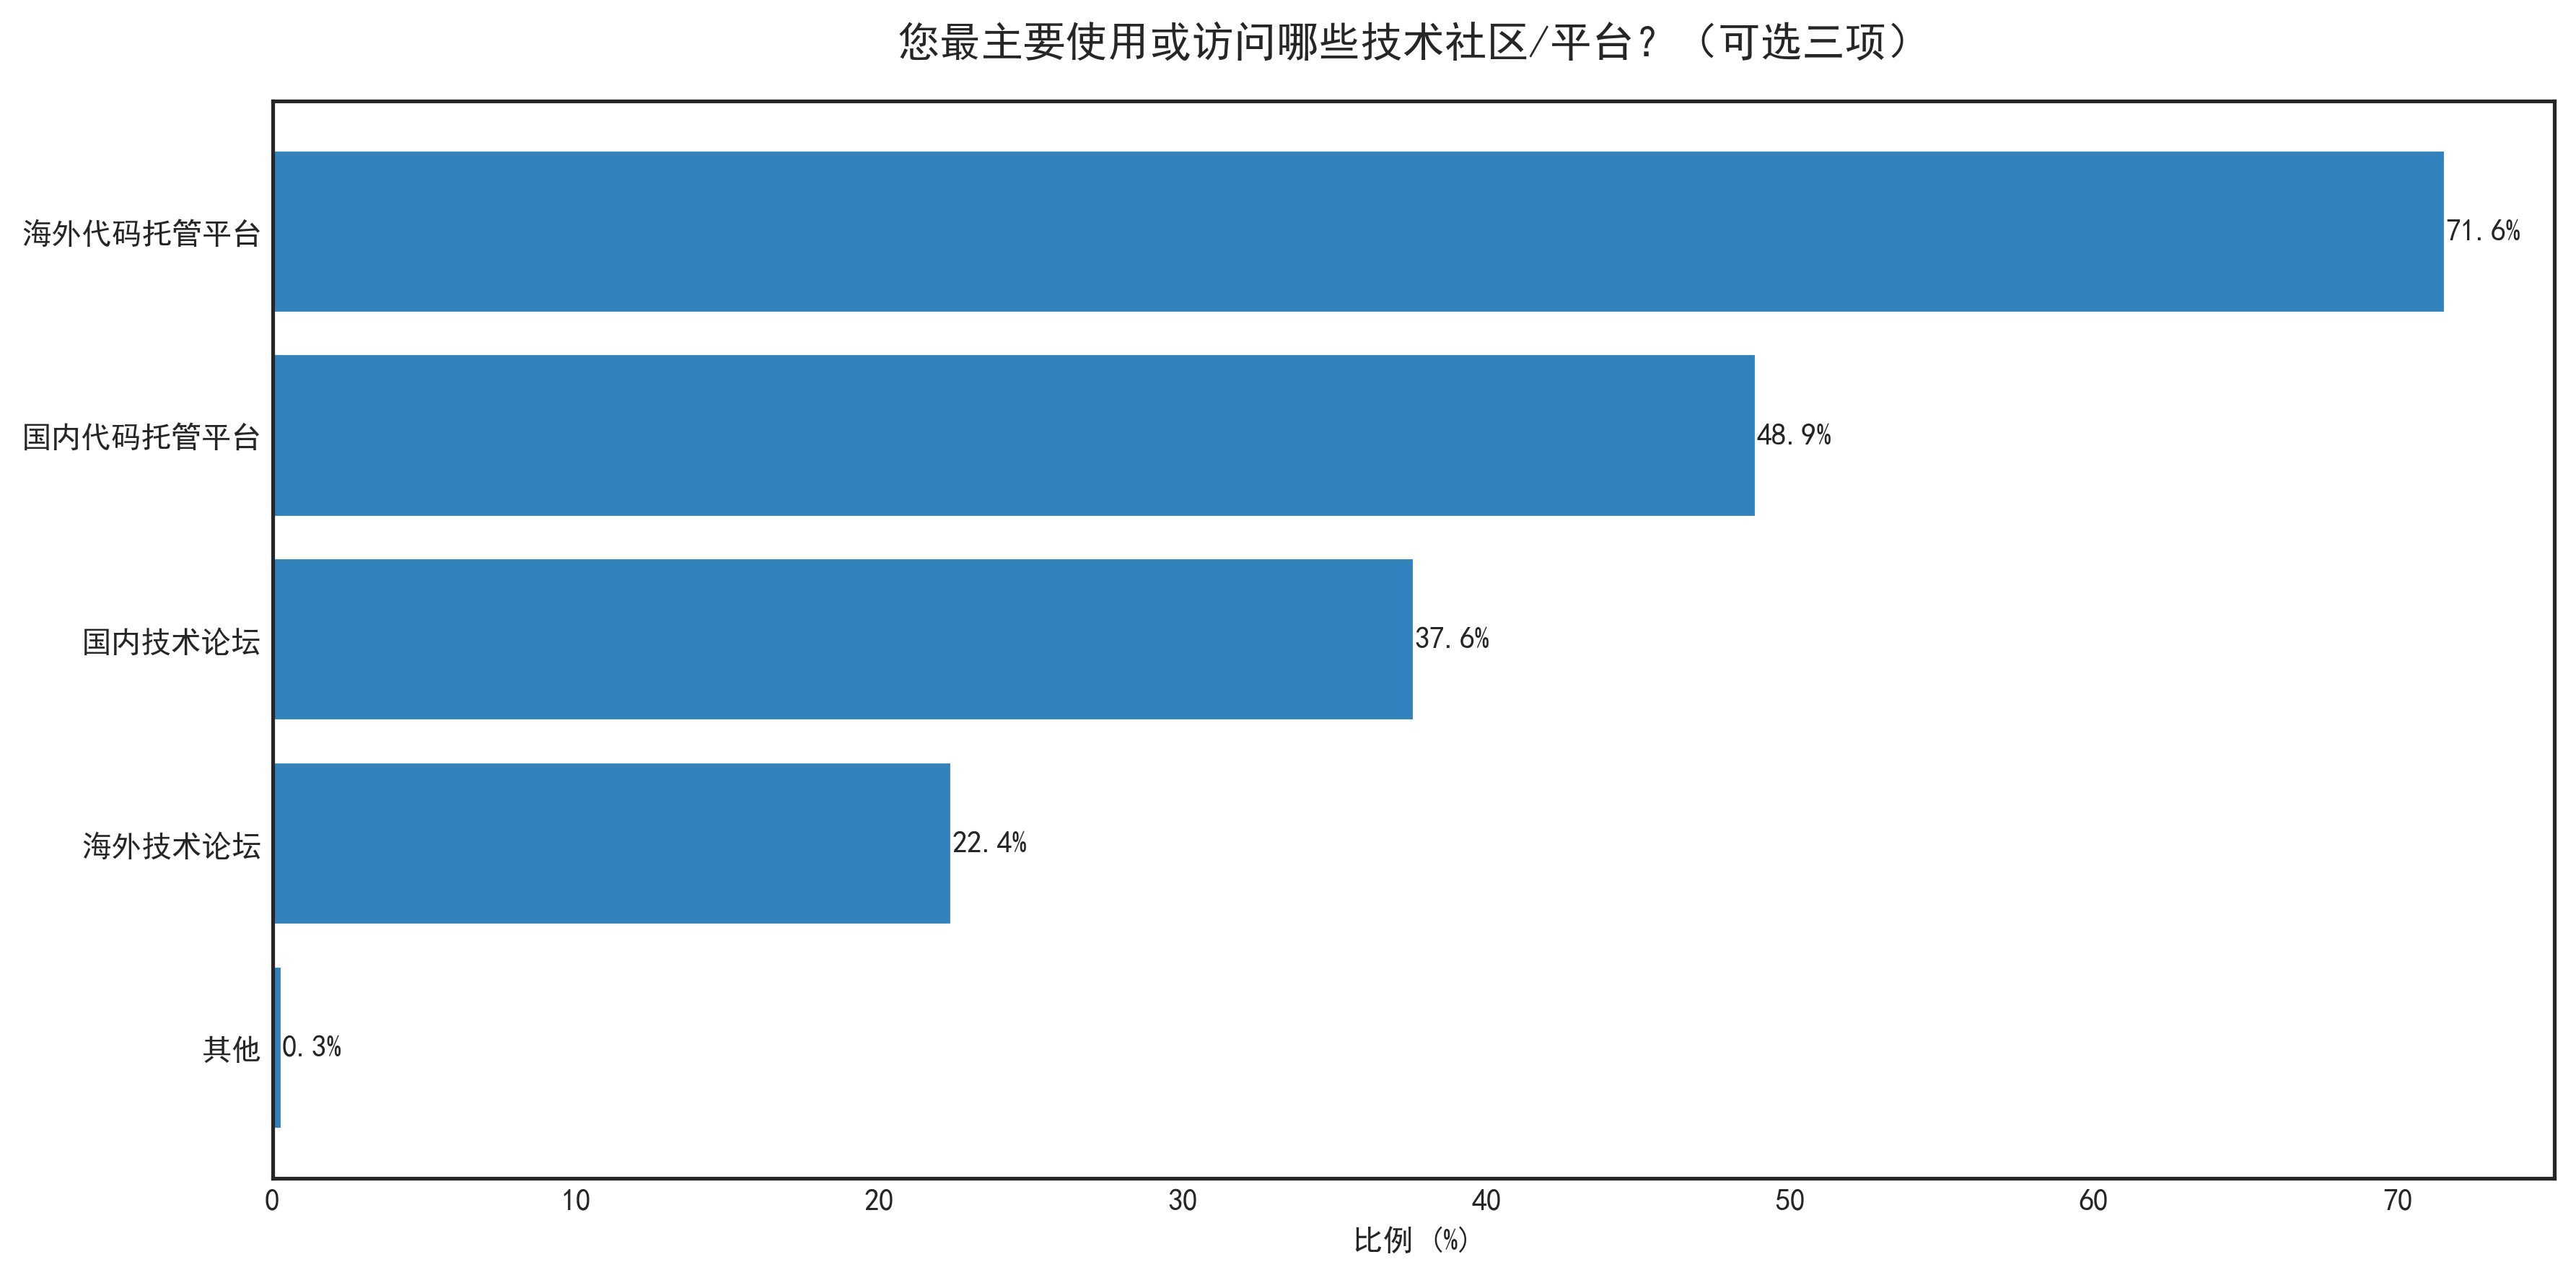 您最主要使用或访问哪些技术社区/平台？（可选三项）
海外代码托管平台
71.6%
国内代码托管平台
48.9%
国内技术论坛
37.6%
海外技术论坛
22.4%
其他
0.3%
0 10 20 30 40 50 60 70
比例 (%)